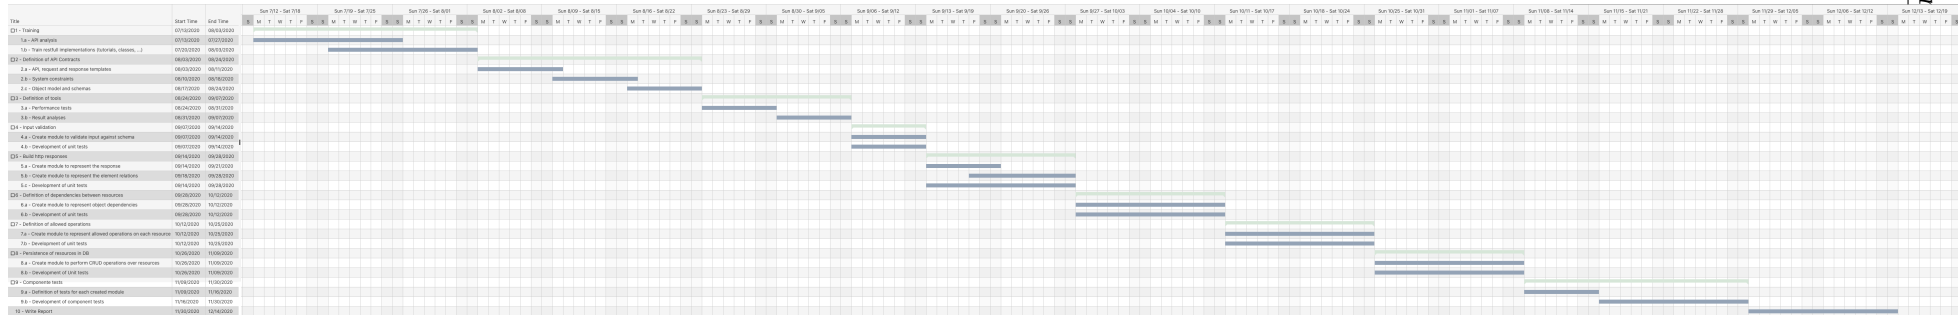 Sun 7/12 - Sat 7/18 Sun 7/19 - Sat 7/25 Sun 7/26 - Sat 8/01 Sun 8/02 - Sat 8/08 Sun 8/09 - Sat 8/15 Sun 8/16 - Sat 8/22 Sun 8/23 - Sat 8/29 Sun 8/30 - Sat 9/05 Sun 9/06 - Sat 9/12 Sun 9/13 - Sat 9/19 Sun 9/20 - Sat 9/26 Sun 9/27 - Sat 10/03 Sun 10/04 - Sat 10/10 Sun 10/11 - Sat 10/17 Sun 10/18 - Sat 10/24 Sun 10/25 - Sat 10/31 Sun 11/01 - Sat 11/07 Sun 11/08 - Sat 11/14 Sun 11/15 - Sat 11/21 Sun 11/22 - Sat 11/28 Sun 11/29 - Sat 12/05 Sun 12/06 - Sat 12/12 Sun 12/13 - Sat 12/19
Title Start Time End Time
1 - Training 07/13/2020 08/03/2020
1.a - API analysis 07/13/2020 07/27/2020
1.b - Train restfull implementations (tutorials, classes, ...) 07/20/2020 08/03/2020
2 - Definition of API Contracts 08/03/2020 08/24/2020
2.a - API, request and response templates 08/03/2020 08/11/2020
2.b - System constraints 08/10/2020 08/18/2020
2.c - Object model and schemas 08/17/2020 08/24/2020
3 - Definition of tools 08/24/2020 09/07/2020
3.a - Performance tests 08/24/2020 08/31/2020
3.b - Result analyses 08/31/2020 09/07/2020
4 - Input validation 09/07/2020 09/14/2020
4.a - Create module to validate input against schema 09/07/2020 09/14/2020
4.b - Development of unit tests 09/07/2020 09/14/2020
5 - Build http responses 09/14/2020 09/28/2020
5.a - Create module to represent the response 09/14/2020 09/21/2020
5.b - Create module to represent the element relations 09/18/2020 09/28/2020
5.c - Development of unit tests 09/14/2020 09/28/2020
6 - Definition of dependencies between resources 09/28/2020 10/12/2020
6.a - Create module to represent object dependencies 09/28/2020 10/12/2020
6.b - Development of unit tests 09/28/2020 10/12/2020
7 - Definition of allowed operations 10/12/2020 10/25/2020
7.a - Create module to represent allowed operations on each resource 10/12/2020 10/25/2020
7.b - Development of unit tests 10/12/2020 10/25/2020
8 - Persistence of resources in DB 10/26/2020 11/09/2020
8.a - Create module to perform CRUD operations over resources 10/26/2020 11/09/2020
8.b - Development of Unit tests 10/26/2020 11/09/2020
9 - Componente tests 11/09/2020 11/30/2020
9.a - Definition of tests for each created module 11/09/2020 11/16/2020
9.b - Development of component tests 11/16/2020 11/30/2020
10 - Write Report 11/30/2020 12/14/2020